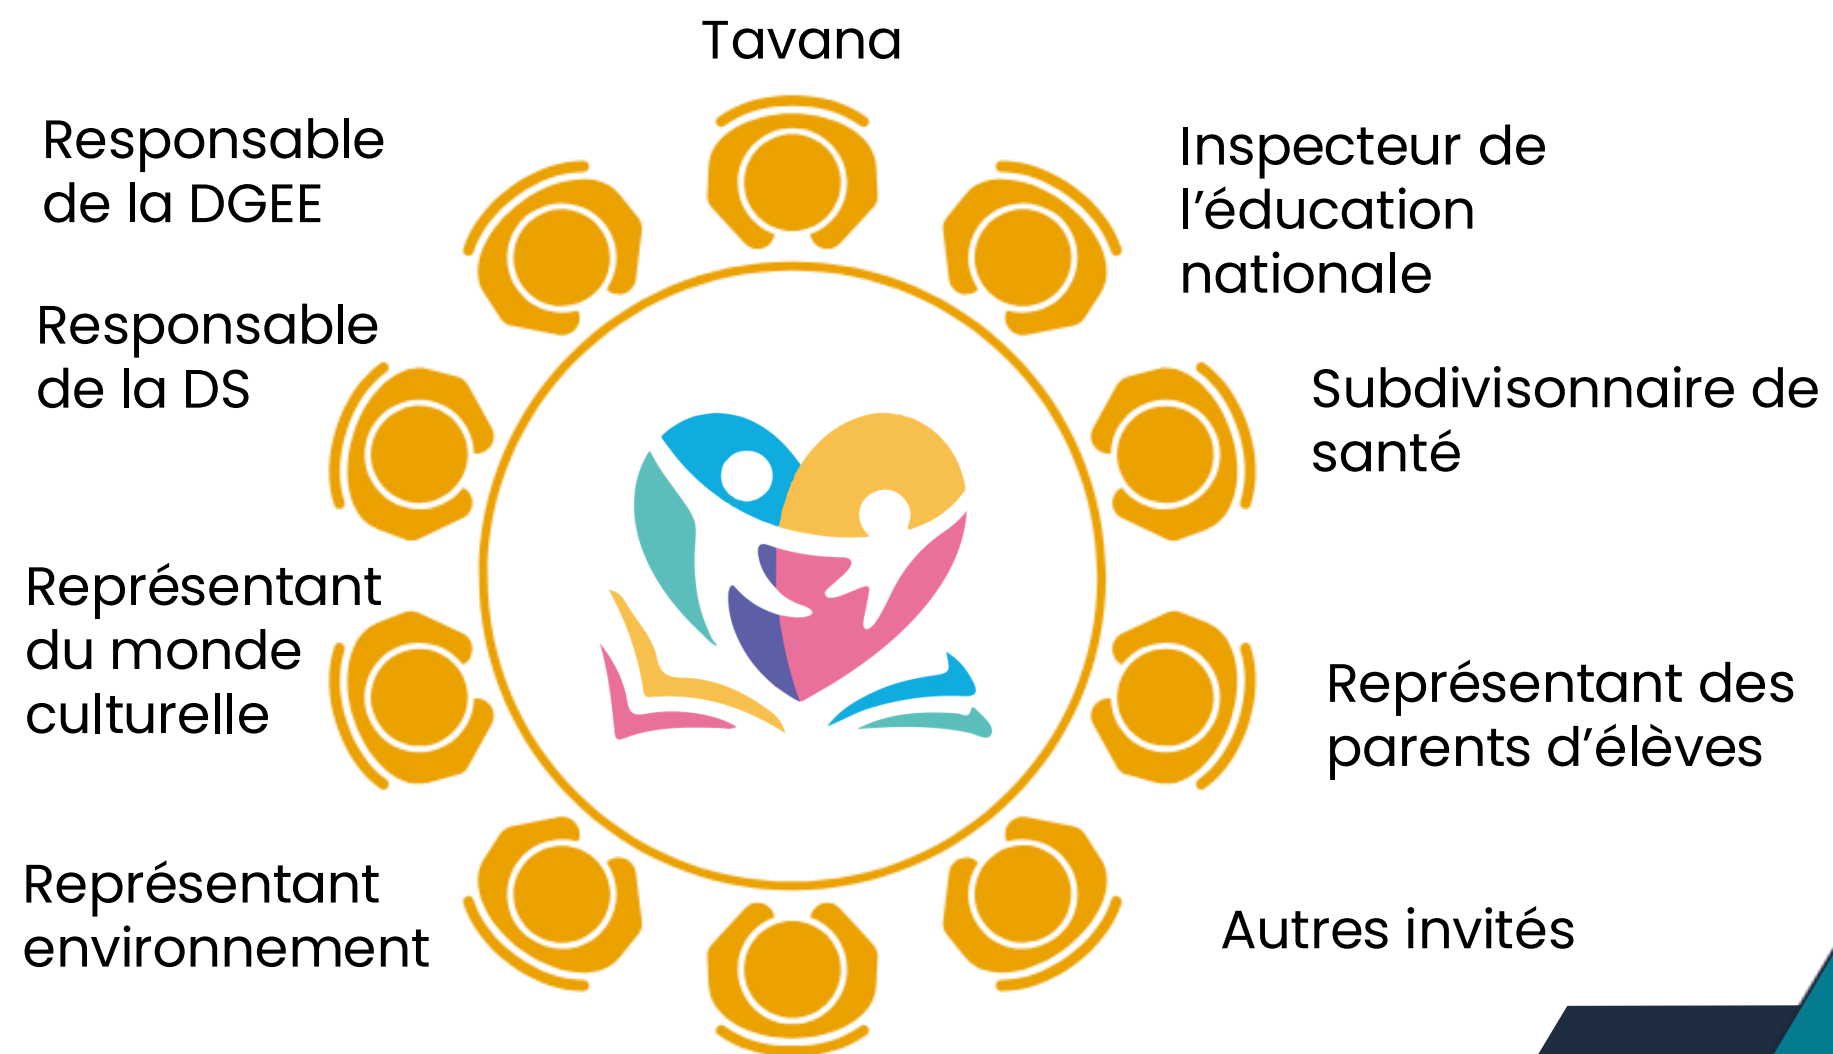 Tavana
Responsable
de la DGEE
Inspecteur de
l’éducation
nationale
Responsable
de la DS
Subdivisonnaire de
santé
Représentant
du monde
culturelle
Représentant des
parents d’élèves
Représentant
environnement
Autres invités